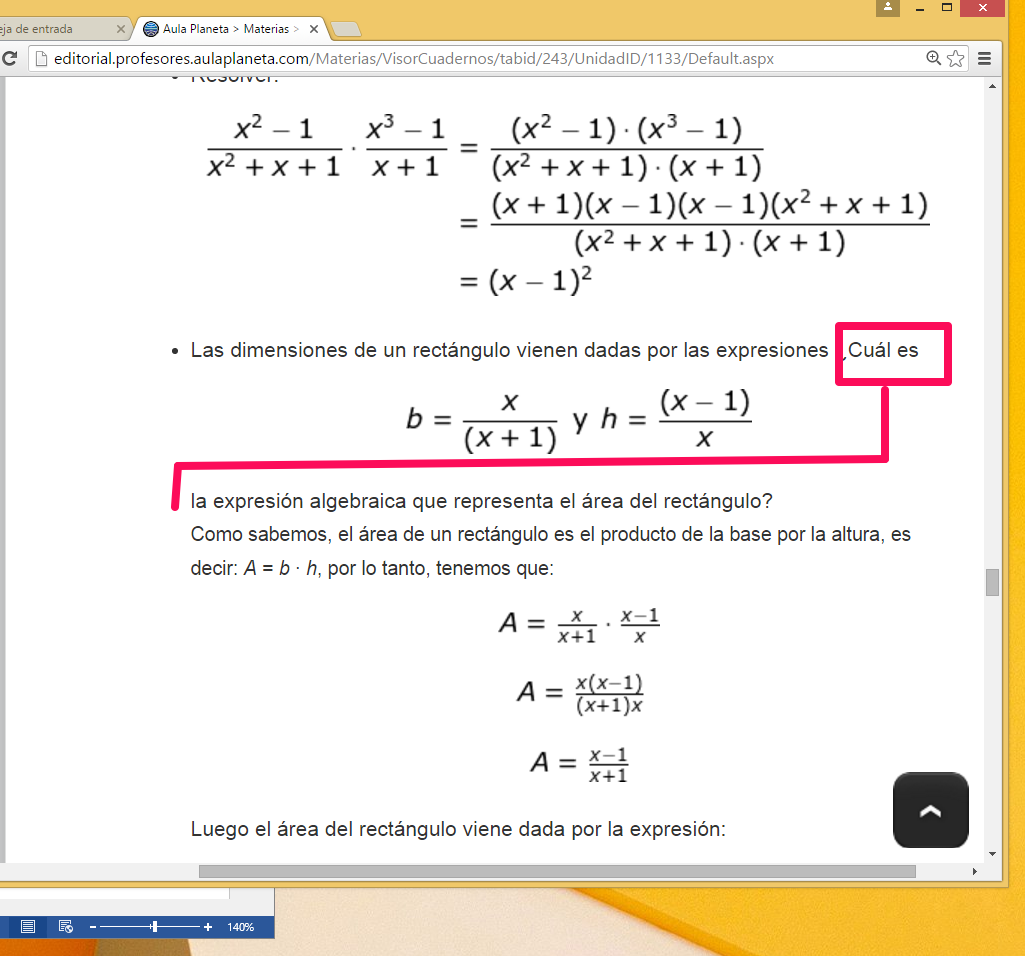 eja de entrada
Aula Planeta > Materias >
editorial.profesores.aulaplaneta.com/Materias/VisorCuadernos/tabid/243/UnidadID/1133/Default.aspx
• Resolver:
(x² − 1)/(x² + x + 1) · (x³ − 1)/(x + 1) = ((x² − 1) · (x³ − 1))/((x² + x + 1) · (x + 1))
= ((x + 1)(x − 1)(x − 1)(x² + x + 1))/((x² + x + 1) · (x + 1))
= (x − 1)²
• Las dimensiones de un rectángulo vienen dadas por las expresiones ¿Cuál es
b = x/(x + 1) y h = (x − 1)/x
la expresión algebraica que representa el área del rectángulo?
Como sabemos, el área de un rectángulo es el producto de la base por la altura, es
decir: A = b · h, por lo tanto, tenemos que:
A = x/(x+1) · (x−1)/x
A = x(x−1)/((x+1)x)
A = (x−1)/(x+1)
Luego el área del rectángulo viene dada por la expresión:
140%